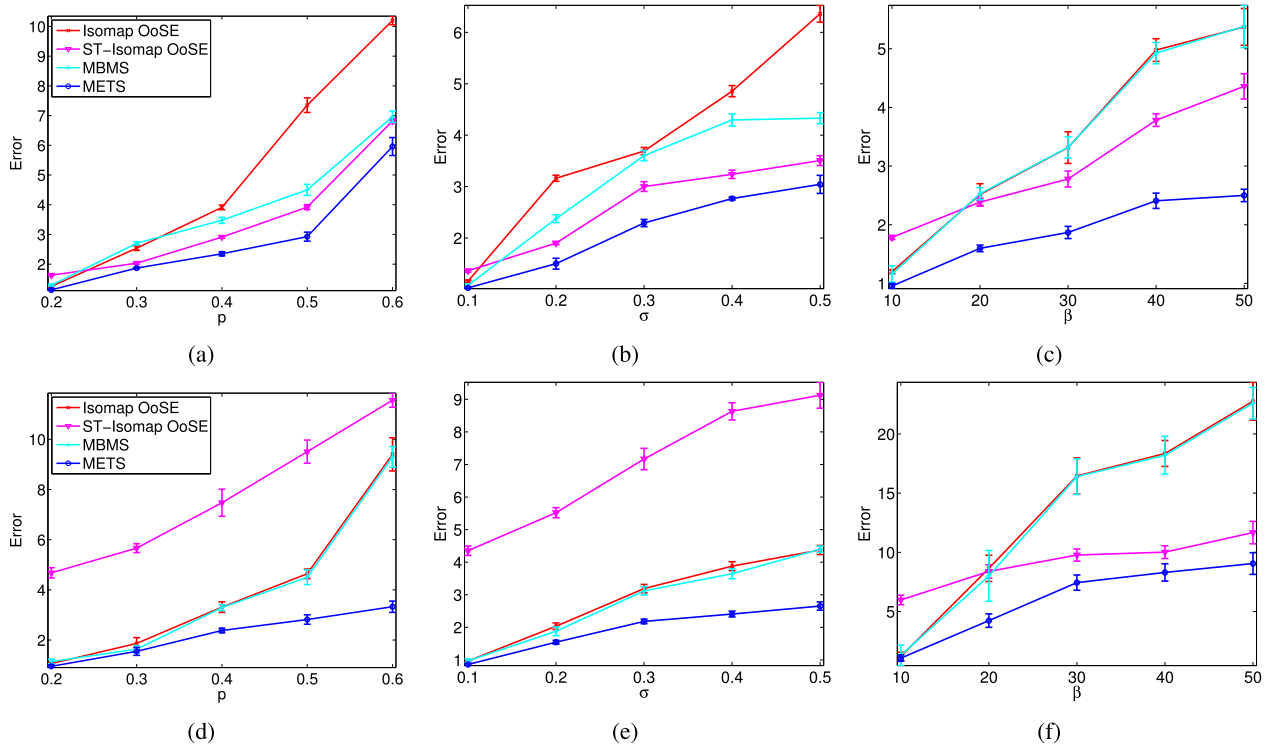 10
9
8
7
6
5
4
3
2
Error
Isomap OoSE
ST-Isomap OoSE
MBMS
METS
0.2 0.3 0.4 0.5 0.6
p
(a)
6
5
4
3
2
Error
0.1 0.2 0.3 0.4 0.5
σ
(b)
5
4
3
2
1
Error
10 20 30 40 50
β
(c)
10
8
6
4
2
Error
Isomap OoSE
ST-Isomap OoSE
MBMS
METS
0.2 0.3 0.4 0.5 0.6
p
(d)
9
8
7
6
5
4
3
2
1
Error
0.1 0.2 0.3 0.4 0.5
σ
(e)
20
15
10
5
Error
10 20 30 40 50
β
(f)